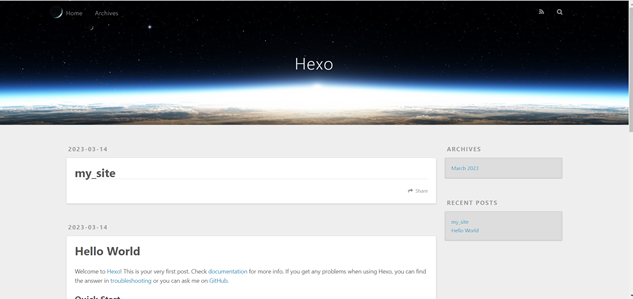 Home Archives
Hexo
2023-03-14
my_site
Share
2023-03-14
Hello World
Welcome to Hexo! This is your very first post. Check documentation for more info. If you get any problems when using Hexo, you can find
the answer in troubleshooting or you can ask me on GitHub.
Quick Start
ARCHIVES
March 2023
RECENT POSTS
my_site
Hello World